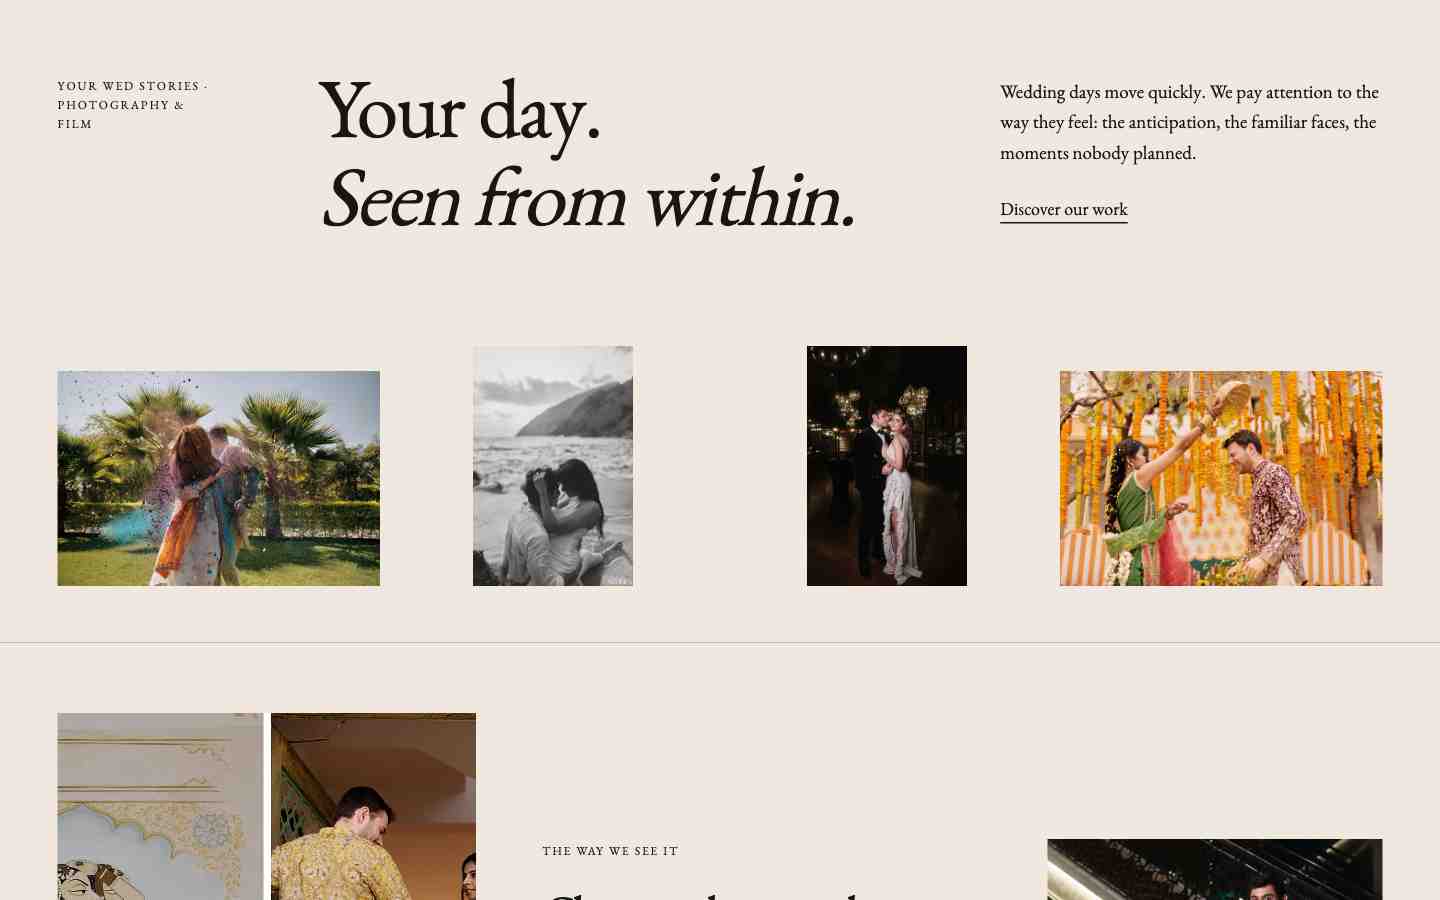 YOUR WED STORIES ·
PHOTOGRAPHY &
FILM
Your day.
Seen from within.
Wedding days move quickly. We pay attention to the
way they feel: the anticipation, the familiar faces, the
moments nobody planned.
Discover our work
THE WAY WE SEE IT